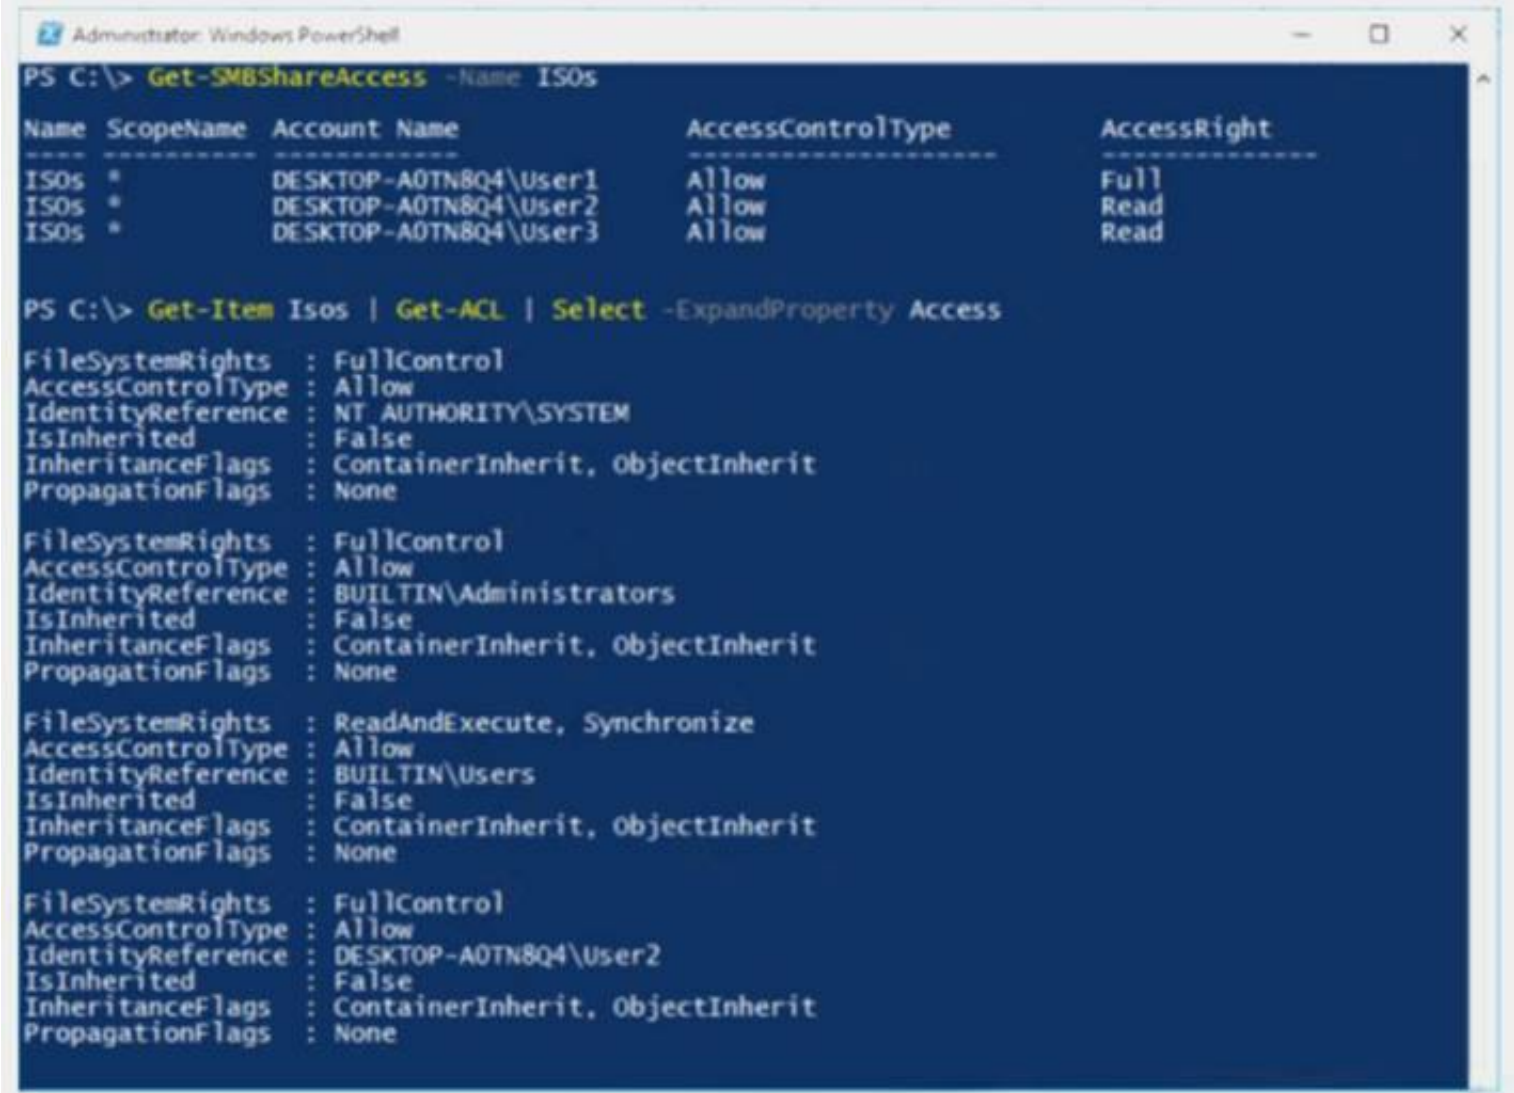 Administrator: Windows PowerShell
PS C:\> Get-SMBShareAccess -Name ISOs
Name ScopeName Account Name AccessControlType AccessRight
---- --------- ------------ ----------------- -----------
ISOs * DESKTOP-A0TN8Q4\User1 Allow Full
ISOs * DESKTOP-A0TN8Q4\User2 Allow Read
ISOs * DESKTOP-A0TN8Q4\User3 Allow Read
PS C:\> Get-Item Isos | Get-ACL | Select -ExpandProperty Access
FileSystemRights : FullControl
AccessControlType : Allow
IdentityReference : NT AUTHORITY\SYSTEM
IsInherited : False
InheritanceFlags : ContainerInherit, ObjectInherit
PropagationFlags : None
FileSystemRights : FullControl
AccessControlType : Allow
IdentityReference : BUILTIN\Administrators
IsInherited : False
InheritanceFlags : ContainerInherit, ObjectInherit
PropagationFlags : None
FileSystemRights : ReadAndExecute, Synchronize
AccessControlType : Allow
IdentityReference : BUILTIN\Users
IsInherited : False
InheritanceFlags : ContainerInherit, ObjectInherit
PropagationFlags : None
FileSystemRights : FullControl
AccessControlType : Allow
IdentityReference : DESKTOP-A0TN8Q4\User2
IsInherited : False
InheritanceFlags : ContainerInherit, ObjectInherit
PropagationFlags : None